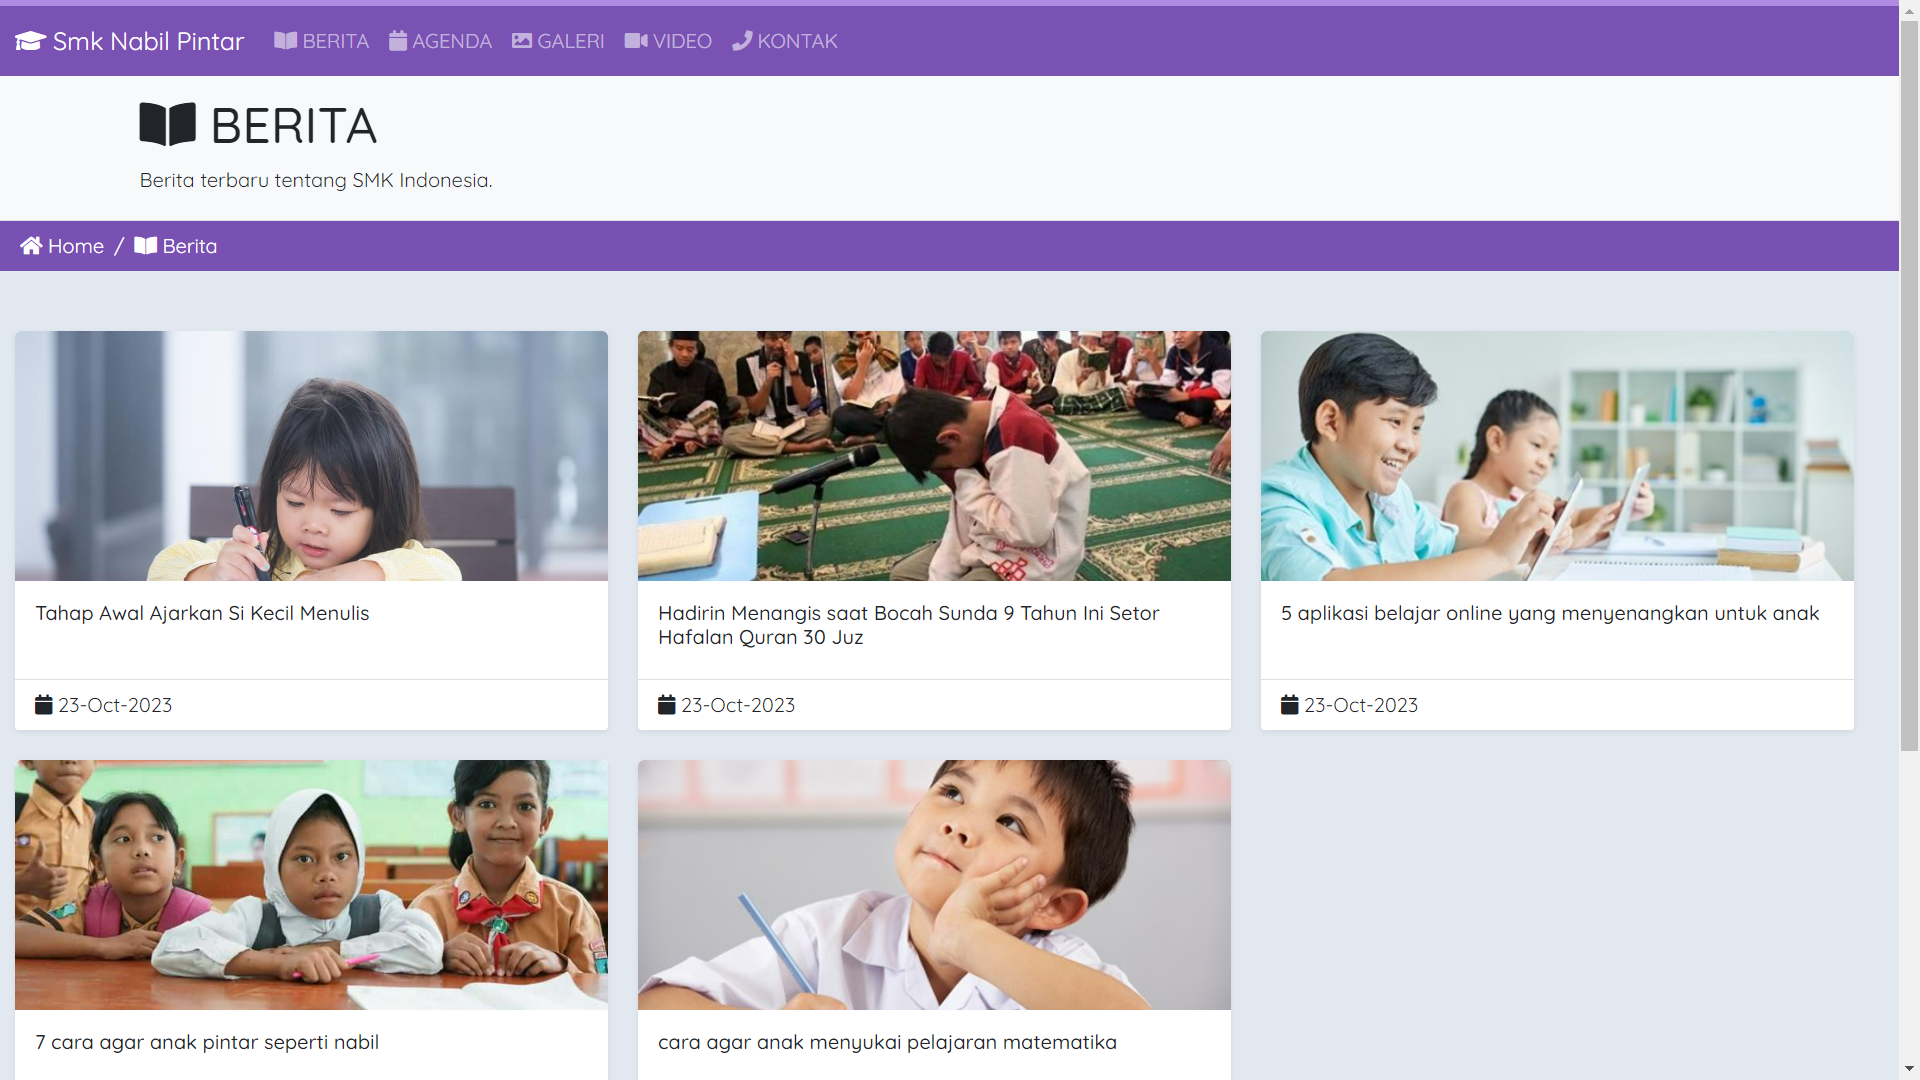 Smk Nabil Pintar BERITA AGENDA GALERI VIDEO KONTAK
BERITA
Berita terbaru tentang SMK Indonesia.
Home / Berita
Tahap Awal Ajarkan Si Kecil Menulis
23-Oct-2023
Hadirin Menangis saat Bocah Sunda 9 Tahun Ini Setor
Hafalan Quran 30 Juz
23-Oct-2023
5 aplikasi belajar online yang menyenangkan untuk anak
23-Oct-2023
7 cara agar anak pintar seperti nabil
cara agar anak menyukai pelajaran matematika